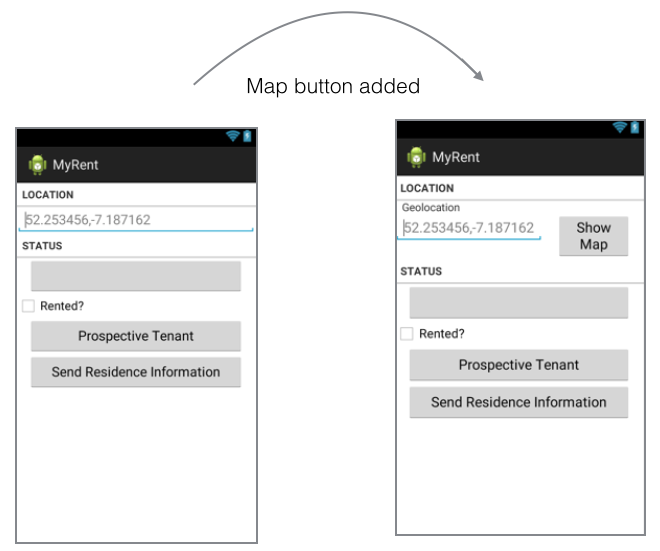 Map button added
MyRent
LOCATION
52.253456,-7.187162
STATUS
Rented?
Prospective Tenant
Send Residence Information
MyRent
LOCATION
Geolocation
52.253456,-7.187162
Show
Map
STATUS
Rented?
Prospective Tenant
Send Residence Information